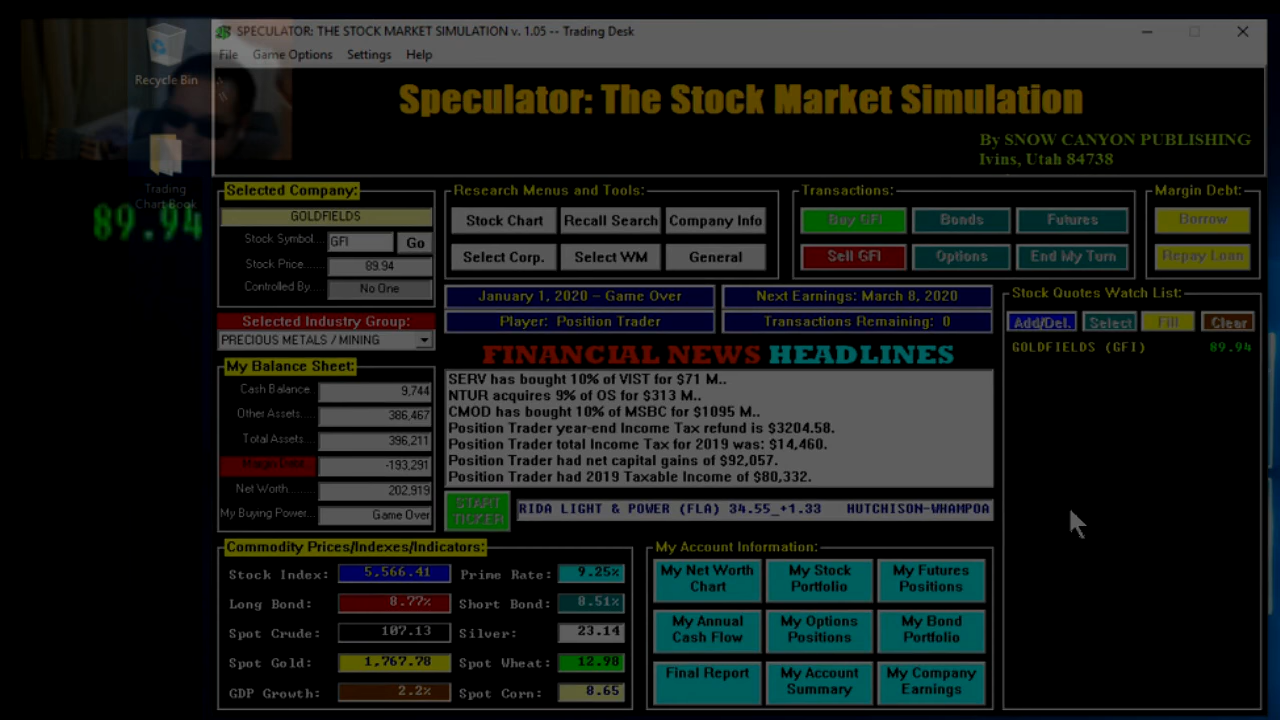 SPECULATOR: THE STOCK MARKET SIMULATION v. 1.05 -- Trading Desk
File Game Options Settings Help
Recycle Bin
Trading
Chart Book
89.94
Speculator: The Stock Market Simulation
By SNOW CANYON PUBLISHING
Ivins, Utah 84738
Selected Company:
GOLDFIELDS
Stock Symbol... GFI Go
Stock Price....... 89.94
Controlled By.... No One
Selected Industry Group:
PRECIOUS METALS / MINING
Research Menus and Tools:
Stock Chart Recall Search Company Info
Select Corp. Select WM General
Transactions:
Buy GFI Bonds Futures
Sell GFI Options End My Turn
Margin Debt:
Borrow
Repay Loan
January 1, 2020 – Game Over Next Earnings: March 8, 2020
Player: Position Trader Transactions Remaining: 0
Stock Quotes Watch List:
Add/Del. Select Fill Clear
GOLDFIELDS (GFI) 89.94
My Balance Sheet:
Cash Balance 9,744
Other Assets.... 386,467
Total Assets.... 396,211
Margin Debt... -193,291
Net Worth......... 202,919
My Buying Power... Game Over
FINANCIAL NEWS HEADLINES
SERV has bought 10% of VIST for $71 M..
NTUR acquires 9% of OS for $313 M..
CMOD has bought 10% of MSBC for $1095 M..
Position Trader year-end Income Tax refund is $3204.58.
Position Trader total Income Tax for 2019 was: $14,460.
Position Trader had net capital gains of $92,057.
Position Trader had 2019 Taxable Income of $80,332.
START
TICKER
RIDA LIGHT & POWER (FLA) 34.55_+1.33 HUTCHISON-WHAMPOA
Commodity Prices/Indexes/Indicators:
Stock Index: 5,566.41 Prime Rate: 9.25%
Long Bond: 8.77% Short Bond: 8.51%
Spot Crude: 107.13 Silver: 23.14
Spot Gold: 1,767.78 Spot Wheat: 12.98
GDP Growth: 2.2% Spot Corn: 8.65
My Account Information:
My Net Worth
Chart
My Stock
Portfolio
My Futures
Positions
My Annual
Cash Flow
My Options
Positions
My Bond
Portfolio
Final Report
My Account
Summary
My Company
Earnings